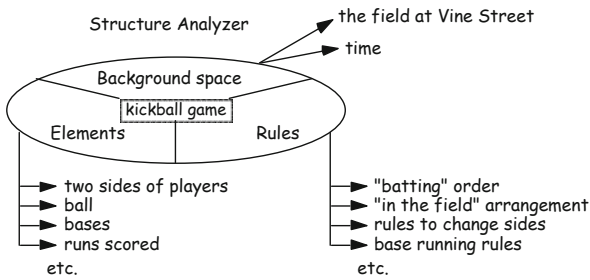 Structure Analyzer
the field at Vine Street
time
Background space
kickball game
Elements
Rules
two sides of players
ball
bases
runs scored
etc.
"batting" order
"in the field" arrangement
rules to change sides
base running rules
etc.